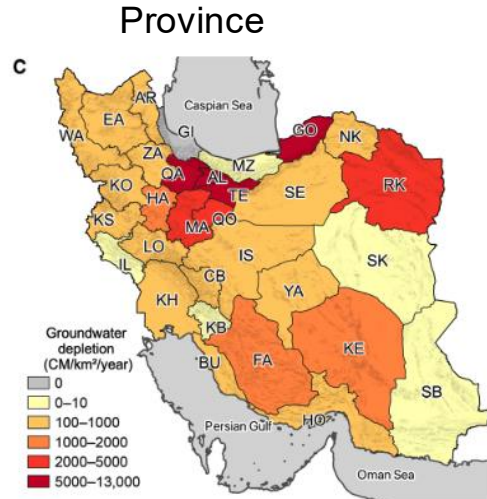 Province
C
Caspian Sea
AR
EA
WA
GI
GO
NK
ZA
MZ
QA
AL
RK
KO
TE
SE
HA
QO
KS
MA
LO
IS
SK
IL
CB
YA
KH
KB
KE
FA
BU
SB
HO
Persian Gulf
Oman Sea
Groundwater
depletion
(CM/km²/year)
0
0–10
100–1000
1000–2000
2000–5000
5000–13,000